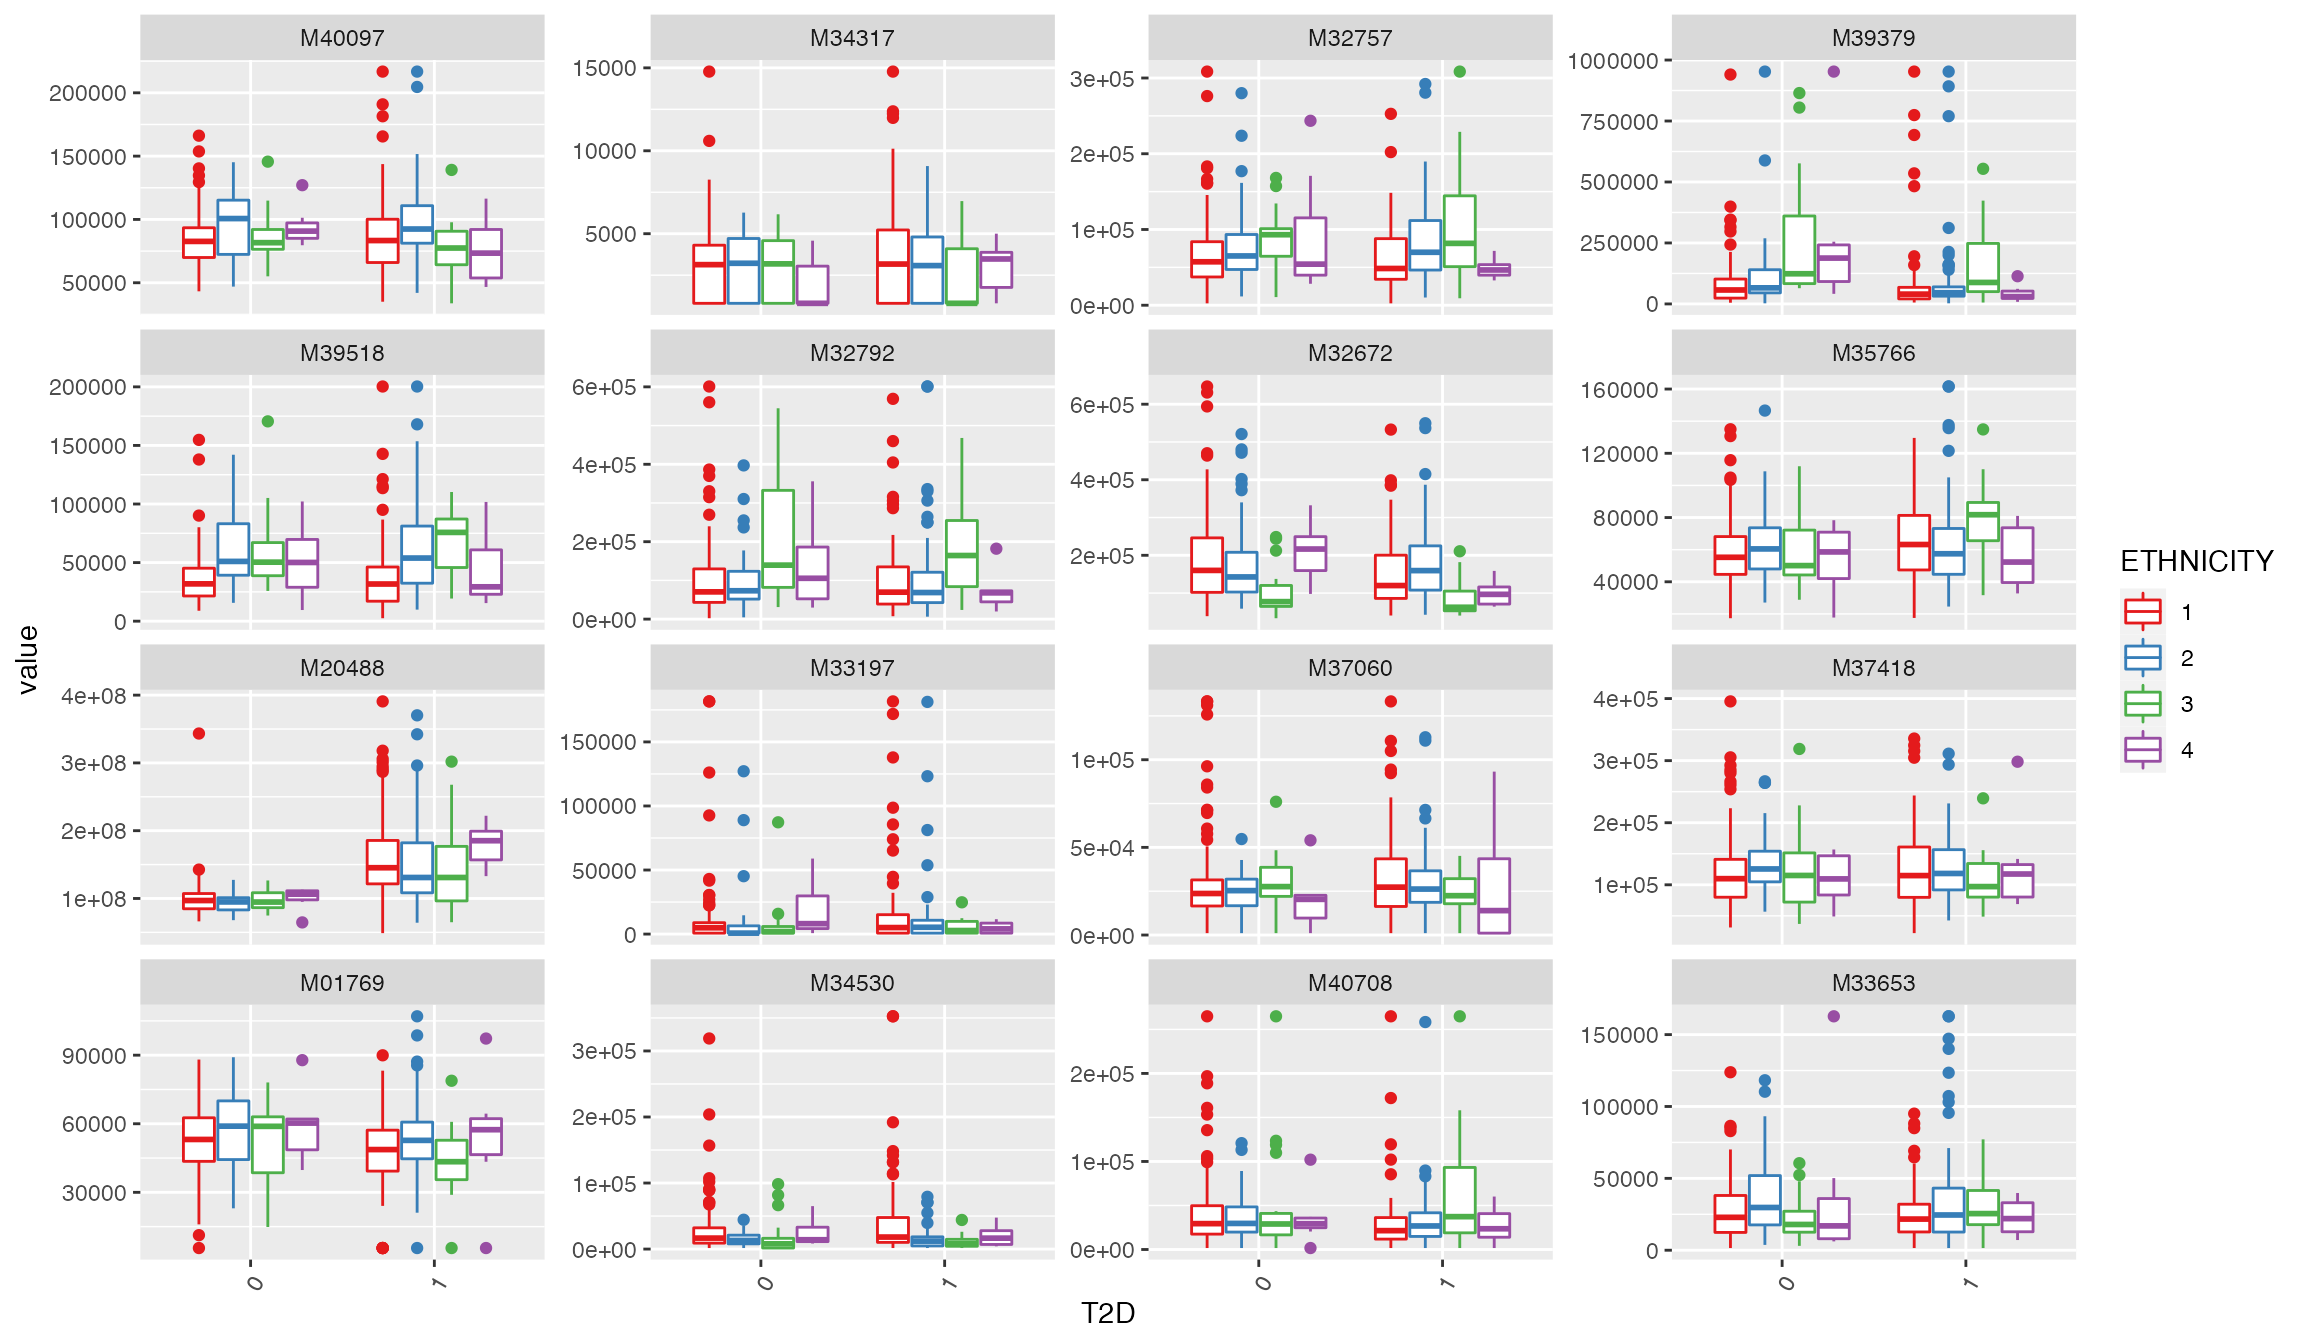 M40097 M34317 M32757 M39379
200000
150000
100000
50000
15000
10000
5000
3e+05
2e+05
1e+05
0e+00
1000000
750000
500000
250000
0
M39518 M32792 M32672 M35766
200000
150000
100000
50000
0
6e+05
4e+05
2e+05
0e+00
6e+05
4e+05
2e+05
160000
120000
80000
40000
M20488 M33197 M37060 M37418
4e+08
3e+08
2e+08
1e+08
150000
100000
50000
0
1e+05
5e+04
0e+00
4e+05
3e+05
2e+05
1e+05
M01769 M34530 M40708 M33653
90000
60000
30000
3e+05
2e+05
1e+05
0e+00
2e+05
1e+05
0e+00
150000
100000
50000
0
0 1 0 1 0 1 0 1
T2D
value
ETHNICITY
1
2
3
4